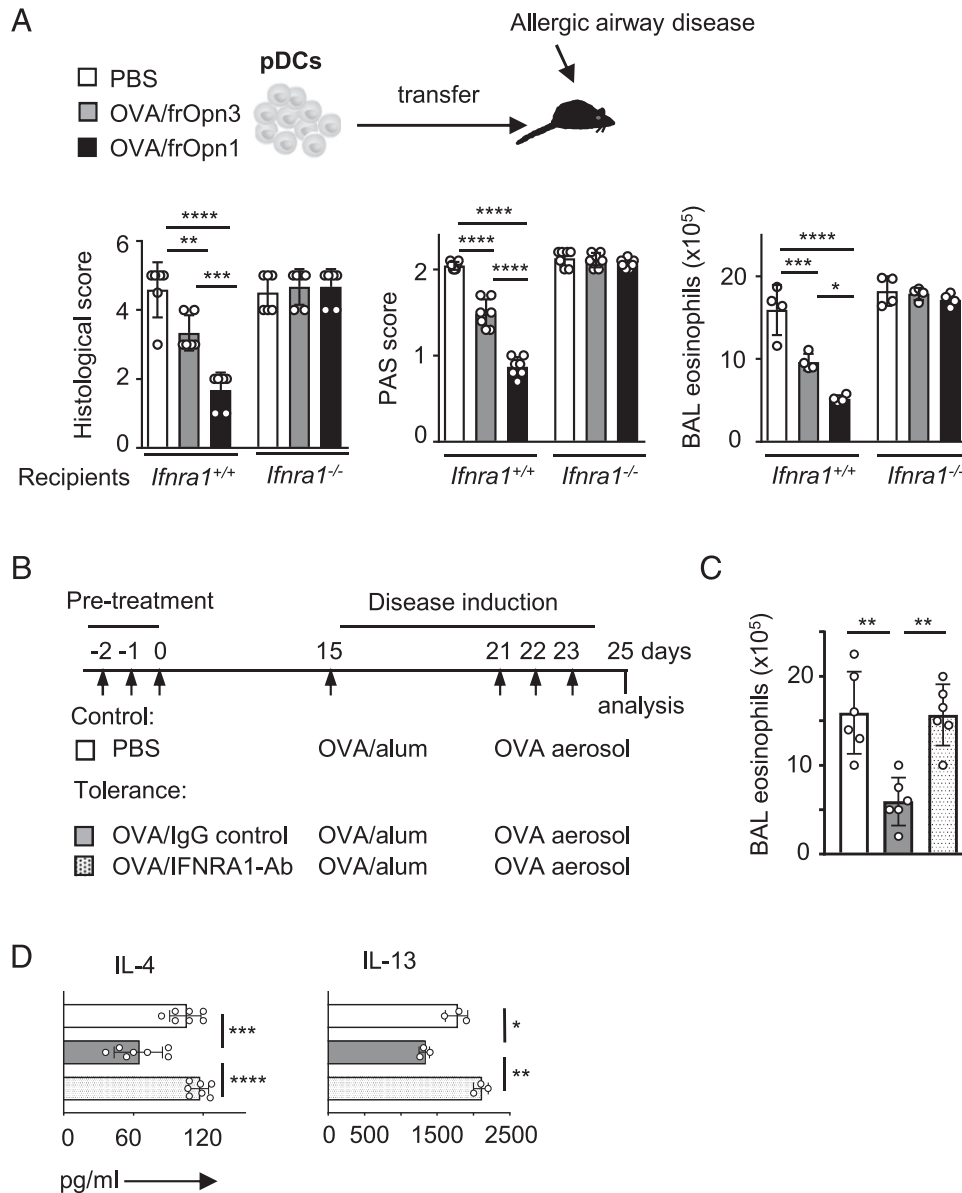 A
Allergic airway disease
PBS
OVA/frOpn3
OVA/frOpn1
pDCs
transfer
Histological score
6
4
2
0
****
**
***
PAS score
2
1
0
****
****
****
BAL eosinophils (x10⁵)
20
10
0
****
***
*
Recipients Ifnra1+/+ Ifnra1-/- Ifnra1+/+ Ifnra1-/- Ifnra1+/+ Ifnra1-/-
B
Pre-treatment Disease induction
-2 -1 0 15 21 22 23 25 days
analysis
Control:
PBS OVA/alum OVA aerosol
Tolerance:
OVA/IgG control OVA/alum OVA aerosol
OVA/IFNRA1-Ab OVA/alum OVA aerosol
C
BAL eosinophils (x10⁵)
20
10
0
** **
D
IL-4 IL-13
*** *
**** **
0 60 120 0 500 1500 2500
pg/ml